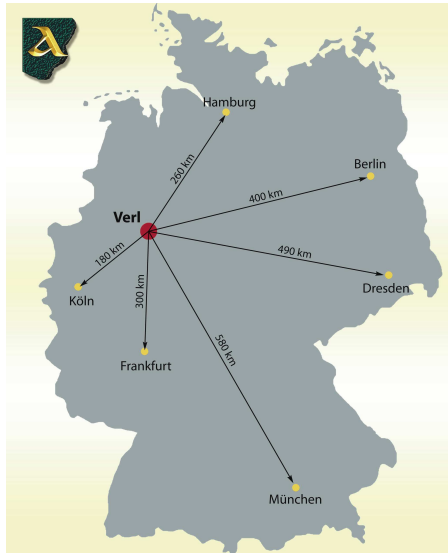 a
Hamburg
260 km
Berlin
400 km
Verl
490 km
180 km
300 km
Dresden
Köln
580 km
Frankfurt
München